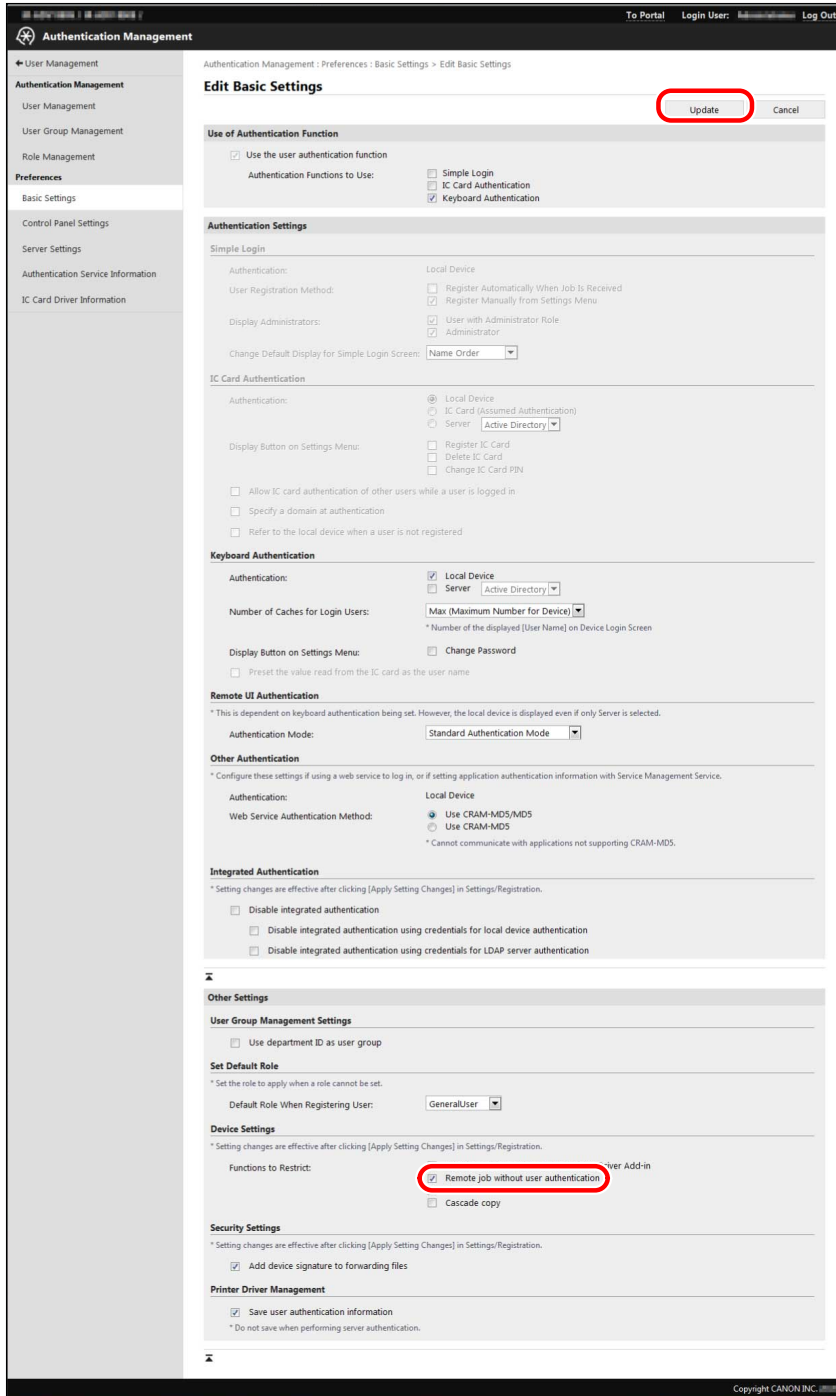 To Portal Login User: Log Out
Authentication Management
User Management
Authentication Management
User Management
User Group Management
Role Management
Preferences
Basic Settings
Control Panel Settings
Server Settings
Authentication Service Information
IC Card Driver Information
Authentication Management : Preferences : Basic Settings > Edit Basic Settings
Edit Basic Settings
Update Cancel
Use of Authentication Function
Use the user authentication function
Authentication Functions to Use: Simple Login
IC Card Authentication
Keyboard Authentication
Authentication Settings
Simple Login
Authentication: Local Device
User Registration Method: Register Automatically When Job Is Received
Register Manually from Settings Menu
Display Administrators: User with Administrator Role
Administrator
Change Default Display for Simple Login Screen: Name Order
IC Card Authentication
Authentication: Local Device
IC Card (Assumed Authentication)
Server Active Directory
Display Button on Settings Menu: Register IC Card
Delete IC Card
Change IC Card PIN
Allow IC card authentication of other users while a user is logged in
Specify a domain at authentication
Refer to the local device when a user is not registered
Keyboard Authentication
Authentication: Local Device
Server Active Directory
Number of Caches for Login Users: Max (Maximum Number for Device)
* Number of the displayed [User Name] on Device Login Screen
Display Button on Settings Menu: Change Password
Preset the value read from the IC card as the user name
Remote UI Authentication
* This is dependent on keyboard authentication being set. However, the local device is displayed even if only Server is selected.
Authentication Mode: Standard Authentication Mode
Other Authentication
* Configure these settings if using a web service to log in, or if setting application authentication information with Service Management Service.
Authentication: Local Device
Web Service Authentication Method: Use CRAM-MD5/MD5
Use CRAM-MD5
* Cannot communicate with applications not supporting CRAM-MD5.
Integrated Authentication
* Setting changes are effective after clicking [Apply Setting Changes] in Settings/Registration.
Disable integrated authentication
Disable integrated authentication using credentials for local device authentication
Disable integrated authentication using credentials for LDAP server authentication
Other Settings
User Group Management Settings
Use department ID as user group
Set Default Role
* Set the role to apply when a role cannot be set.
Default Role When Registering User: GeneralUser
Device Settings
* Setting changes are effective after clicking [Apply Setting Changes] in Settings/Registration.
Functions to Restrict: river Add-in
Remote job without user authentication
Cascade copy
Security Settings
* Setting changes are effective after clicking [Apply Setting Changes] in Settings/Registration.
Add device signature to forwarding files
Printer Driver Management
Save user authentication information
* Do not save when performing server authentication.
Copyright CANON INC.